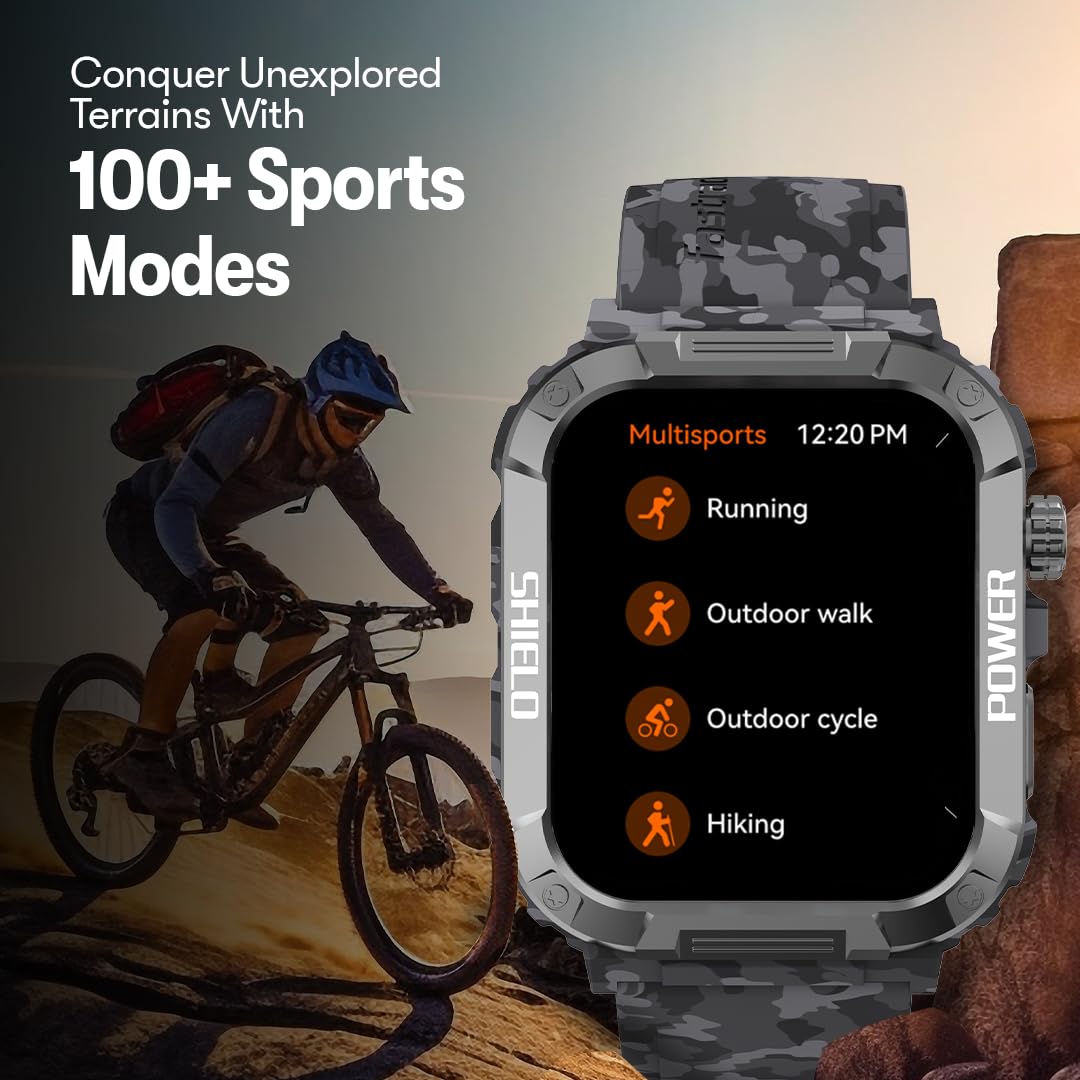 Conquer Unexplored
Terrains With
100+ Sports
Modes
Multisports 12:20 PM
Running
Outdoor walk
Outdoor cycle
Hiking
SHIELD
POWER